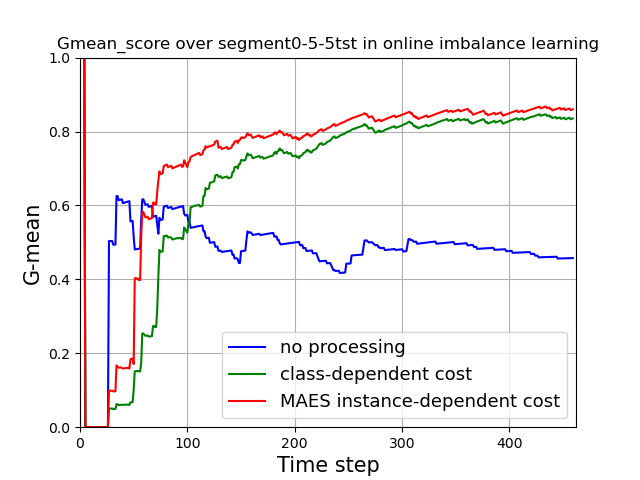 Gmean_score over segment0-5-5tst in online imbalance learning
1.0
0.8
0.6
0.4
0.2
0.0
G-mean
no processing
class-dependent cost
MAES instance-dependent cost
0 100 200 300 400
Time step